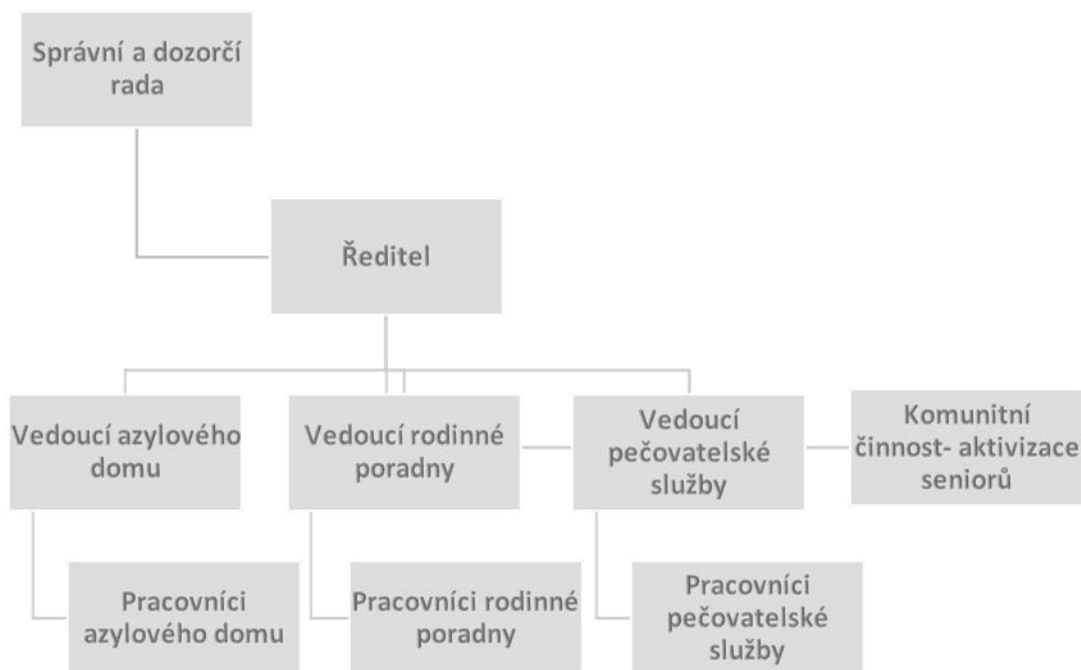 Správní a dozorčí
rada
Ředitel
Vedoucí azylového
domu
Vedoucí rodinné
poradny
Vedoucí
pečovatelské
služby
Komunitní
činnost- aktivizace
seniorů
Pracovníci
azylového domu
Pracovníci rodinné
poradny
Pracovníci
pečovatelské
služby